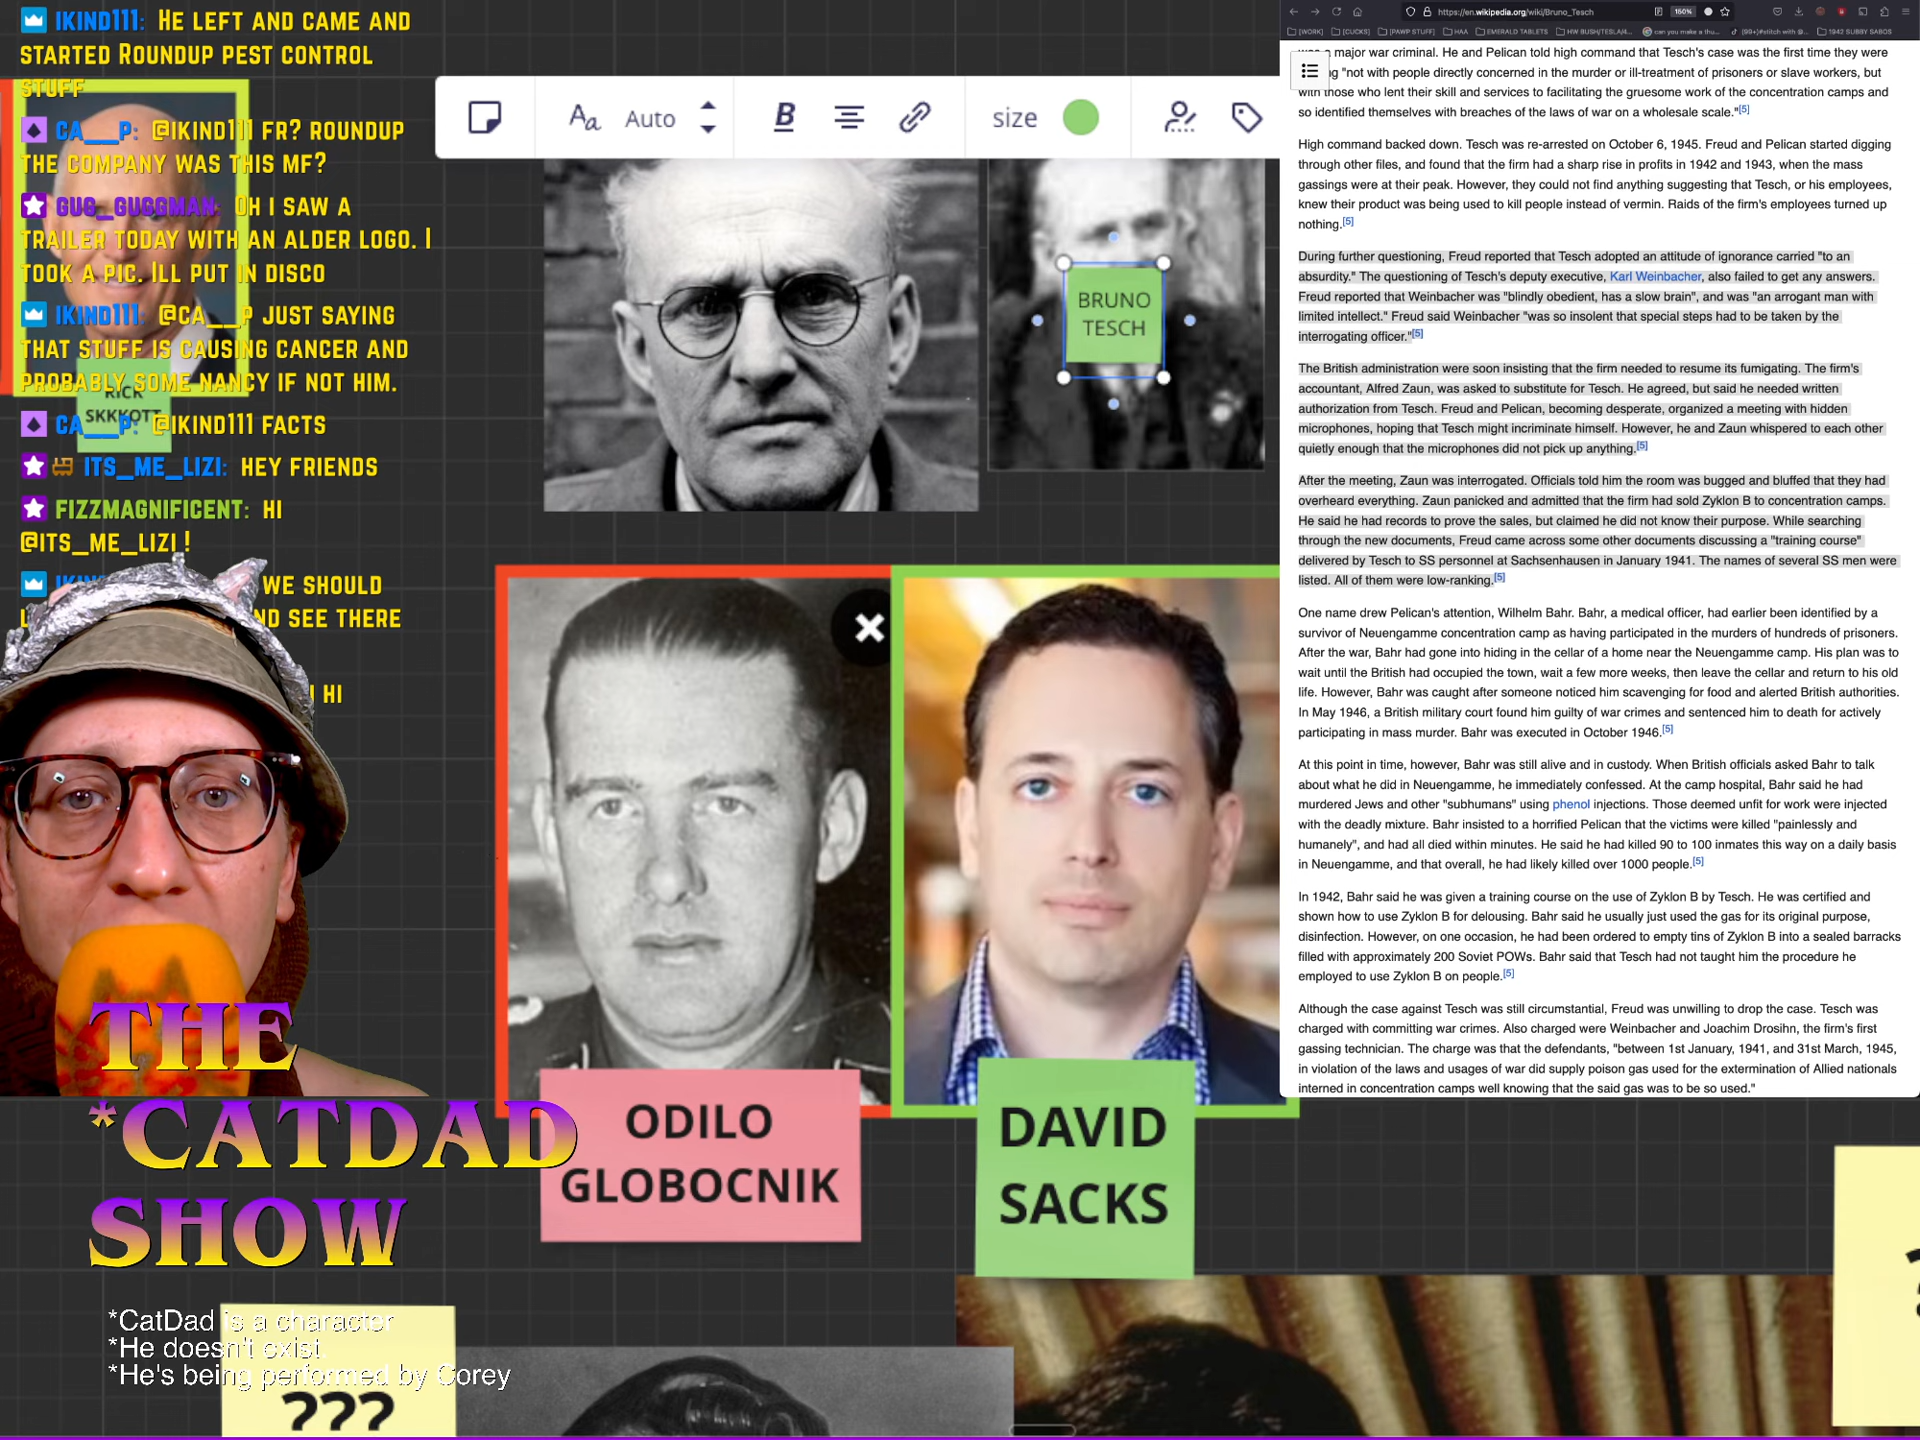 IKIND111: HE LEFT AND CAME AND
STARTED ROUNDUP PEST CONTROL
STUFF
CA__P: @IKIND111 FR? ROUNDUP
THE COMPANY WAS THIS MF?
GUG_GUGGMAN: OH I SAW A
TRAILER TODAY WITH AN ALDER LOGO. I
TOOK A PIC. ILL PUT IN DISCO
IKIND111: @CA__P JUST SAYING
THAT STUFF IS CAUSING CANCER AND
PROBABLY SOME NANCY IF NOT HIM.
RICK
SKKKOTT
CA__P: @IKIND111 FACTS
ITS_ME_LIZI: HEY FRIENDS
FIZZMAGNIFICENT: HI
@ITS_ME_LIZI !
WE SHOULD
ND SEE THERE
HI
THE
*CATDAD
SHOW
*CatDad is a character
*He doesn't exist.
*He's being performed by Corey
???
Aa Auto B size
BRUNO
TESCH
ODILO
GLOBOCNIK
DAVID
SACKS
https://en.wikipedia.org/wiki/Bruno_Tesch
150%
[WORK] [CUCKS] [PAWP STUFF] HAA EMERALD TABLETS HW BUSH/TESLA/4... can you make a thu... (99+)#stitch with @... 1942 SUBBY SABOS
major war criminal. He and Pelican told high command that Tesch's case was the first time they were
"not with people directly concerned in the murder or ill-treatment of prisoners or slave workers, but
with those who lent their skill and services to facilitating the gruesome work of the concentration camps and
so identified themselves with breaches of the laws of war on a wholesale scale."[5]
High command backed down. Tesch was re-arrested on October 6, 1945. Freud and Pelican started digging
through other files, and found that the firm had a sharp rise in profits in 1942 and 1943, when the mass
gassings were at their peak. However, they could not find anything suggesting that Tesch, or his employees,
knew their product was being used to kill people instead of vermin. Raids of the firm's employees turned up
nothing.[5]
During further questioning, Freud reported that Tesch adopted an attitude of ignorance carried "to an
absurdity." The questioning of Tesch's deputy executive, Karl Weinbacher, also failed to get any answers.
Freud reported that Weinbacher was "blindly obedient, has a slow brain", and was "an arrogant man with
limited intellect." Freud said Weinbacher "was so insolent that special steps had to be taken by the
interrogating officer."[5]
The British administration were soon insisting that the firm needed to resume its fumigating. The firm's
accountant, Alfred Zaun, was asked to substitute for Tesch. He agreed, but said he needed written
authorization from Tesch. Freud and Pelican, becoming desperate, organized a meeting with hidden
microphones, hoping that Tesch might incriminate himself. However, he and Zaun whispered to each other
quietly enough that the microphones did not pick up anything.[5]
After the meeting, Zaun was interrogated. Officials told him the room was bugged and bluffed that they had
overheard everything. Zaun panicked and admitted that the firm had sold Zyklon B to concentration camps.
He said he had records to prove the sales, but claimed he did not know their purpose. While searching
through the new documents, Freud came across some other documents discussing a "training course"
delivered by Tesch to SS personnel at Sachsenhausen in January 1941. The names of several SS men were
listed. All of them were low-ranking.[5]
One name drew Pelican's attention, Wilhelm Bahr. Bahr, a medical officer, had earlier been identified by a
survivor of Neuengamme concentration camp as having participated in the murders of hundreds of prisoners.
After the war, Bahr had gone into hiding in the cellar of a home near the Neuengamme camp. His plan was to
wait until the British had occupied the town, wait a few more weeks, then leave the cellar and return to his old
life. However, Bahr was caught after someone noticed him scavenging for food and alerted British authorities.
In May 1946, a British military court found him guilty of war crimes and sentenced him to death for actively
participating in mass murder. Bahr was executed in October 1946.[5]
At this point in time, however, Bahr was still alive and in custody. When British officials asked Bahr to talk
about what he did in Neuengamme, he immediately confessed. At the camp hospital, Bahr said he had
murdered Jews and other "subhumans" using phenol injections. Those deemed unfit for work were injected
with the deadly mixture. Bahr insisted to a horrified Pelican that the victims were killed "painlessly and
humanely", and had all died within minutes. He said he had killed 90 to 100 inmates this way on a daily basis
in Neuengamme, and that overall, he had likely killed over 1000 people.[5]
In 1942, Bahr said he was given a training course on the use of Zyklon B by Tesch. He was certified and
shown how to use Zyklon B for delousing. Bahr said he usually just used the gas for its original purpose,
disinfection. However, on one occasion, he had been ordered to empty tins of Zyklon B into a sealed barracks
filled with approximately 200 Soviet POWs. Bahr said that Tesch had not taught him the procedure he
employed to use Zyklon B on people.[5]
Although the case against Tesch was still circumstantial, Freud was unwilling to drop the case. Tesch was
charged with committing war crimes. Also charged were Weinbacher and Joachim Drosihn, the firm's first
gassing technician. The charge was that the defendants, "between 1st January, 1941, and 31st March, 1945,
in violation of the laws and usages of war did supply poison gas used for the extermination of Allied nationals
interned in concentration camps well knowing that the said gas was to be so used."